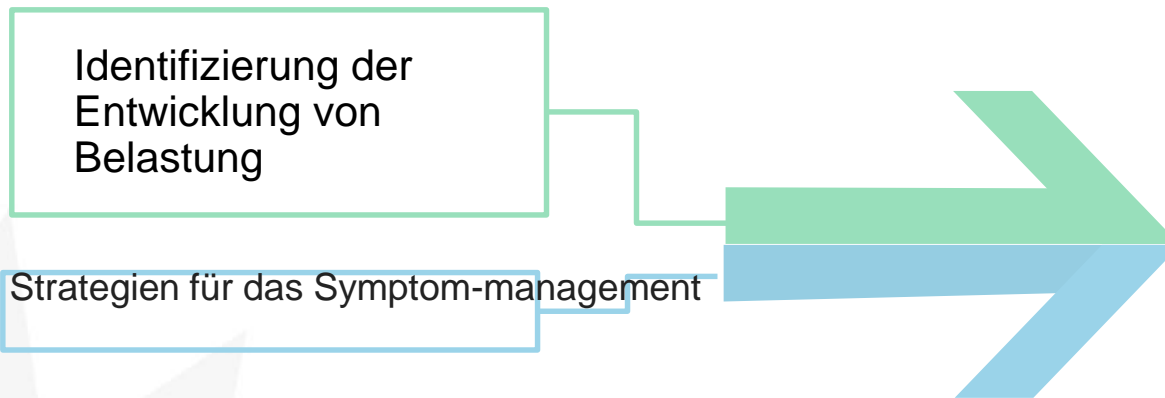 Identifizierung der
Entwicklung von
Belastung
Strategien für das Symptom-management